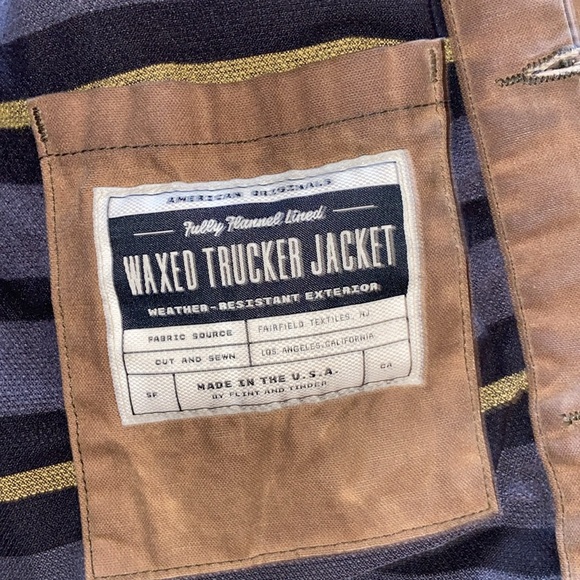 AMERICAN ORIGINALS
Fully Flannel Lined
WAXED TRUCKER JACKET
WEATHER-RESISTANT EXTERIOR
FABRIC SOURCE FAIRFIELD TEXTILES, NJ
CUT AND SEWN LOS ANGELES, CALIFORNIA
SF MADE IN THE U.S.A. CA
BY FLINT AND TINDER